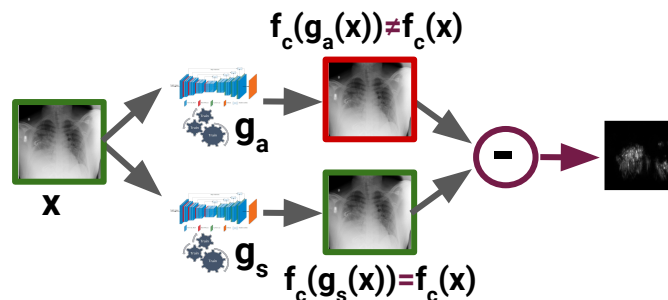 f_c(g_a(x))≠f_c(x)
g_a
x
-
g_s
f_c(g_s(x))=f_c(x)